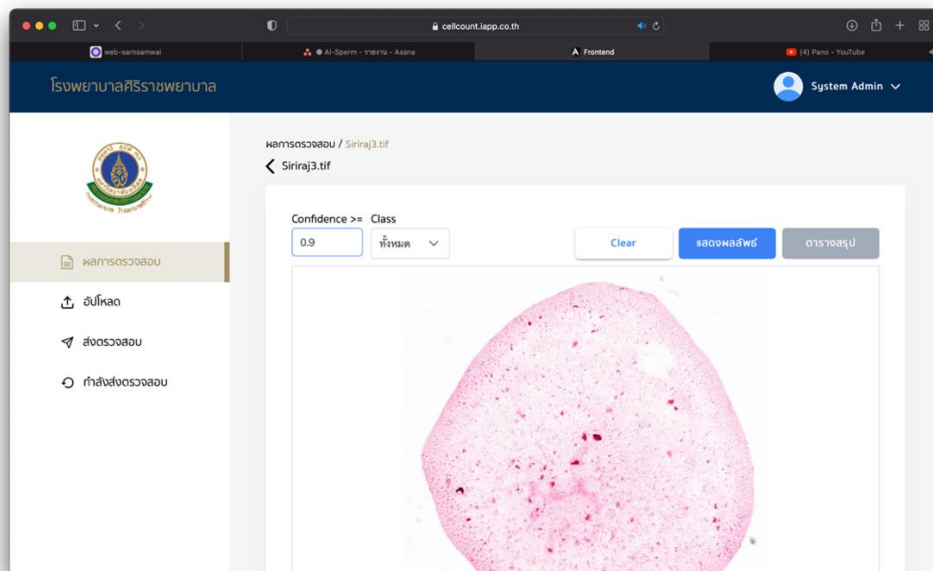 cellcount.iapp.co.th
web-sarnsamwai
AI-Sperm - รายงาน - Asana
Frontend
(4) Pano - YouTube
โรงพยาบาลศิริราชพยาบาล
System Admin
ผลการตรวจสอบ / Siriraj3.tif
Siriraj3.tif
Confidence >= Class
0.9
ทั้งหมด
Clear
แสดงผลลัพธ์
ตารางสรุป
ผลการตรวจสอบ
อัปโหลด
ส่งตรวจสอบ
กำลังส่งตรวจสอบ